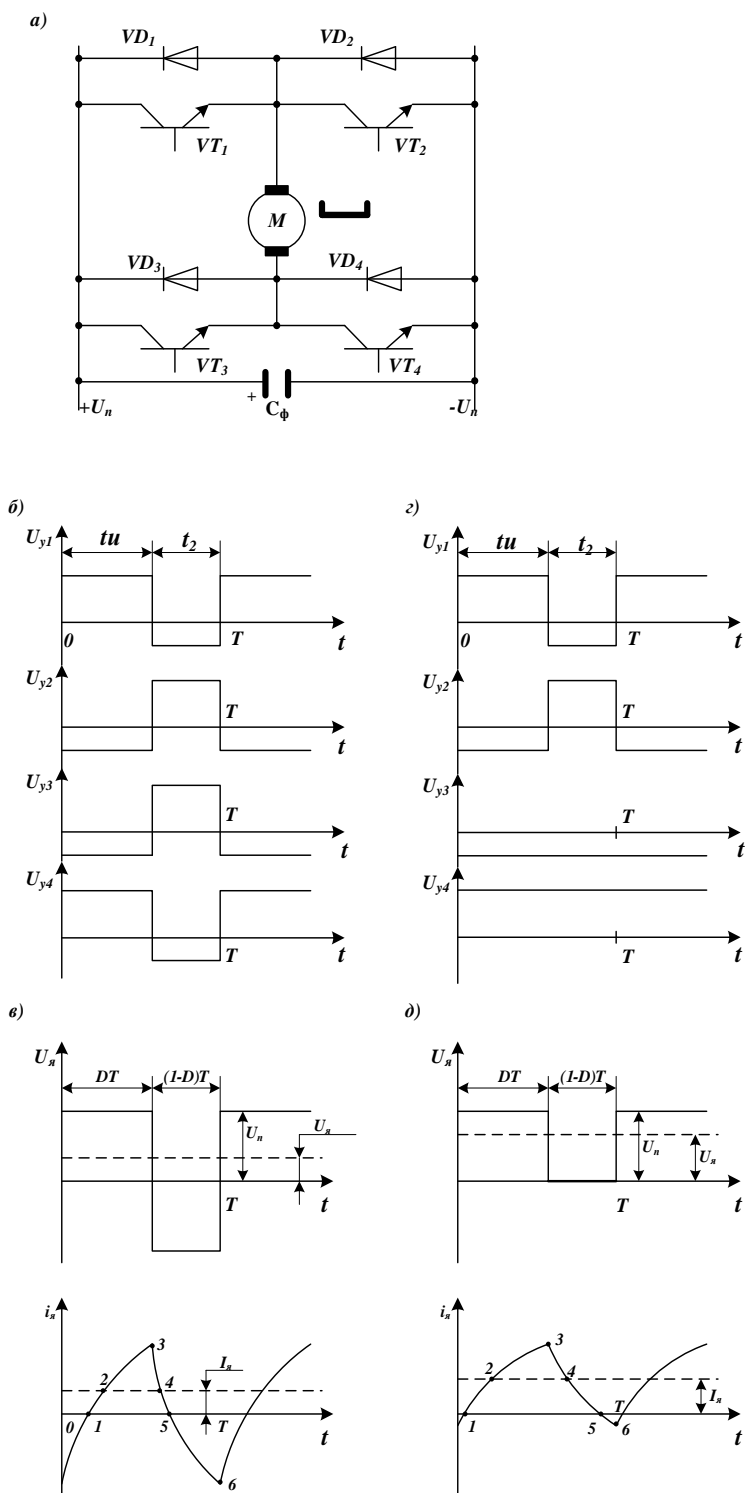 а)
VD1 VD2
VT1 VT2
M
VD3 VD4
VT3 VT4
+Uп + Cф -Uп
б)
Uу1 tu t2
0 T t
Uу2 T t
Uу3 T t
Uу4 T t
г)
Uу1 tu t2
0 T t
Uу2 T t
Uу3 T t
Uу4 T t
в)
Uя DT (1-D)T
Uп Uя
T t
iя 3
2 4 Iя
0 1 5 T t
6
д)
Uя DT (1-D)T
Uп Uя
T t
iя 3
2 4
Iя
1 5 T 6 t